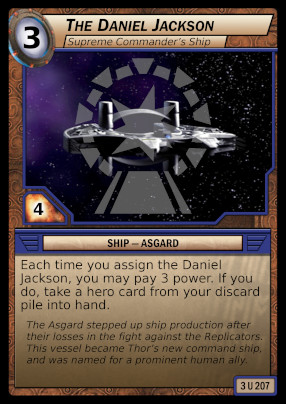 3
The Daniel Jackson
Supreme Commander's Ship
4
SHIP — ASGARD
Each time you assign the Daniel
Jackson, you may pay 3 power. If you
do, take a hero card from your discard
pile into hand.
The Asgard stepped up ship production after
their losses in the fight against the Replicators.
This vessel became Thor's new command ship,
and was named for a prominent human ally.
3 U 207